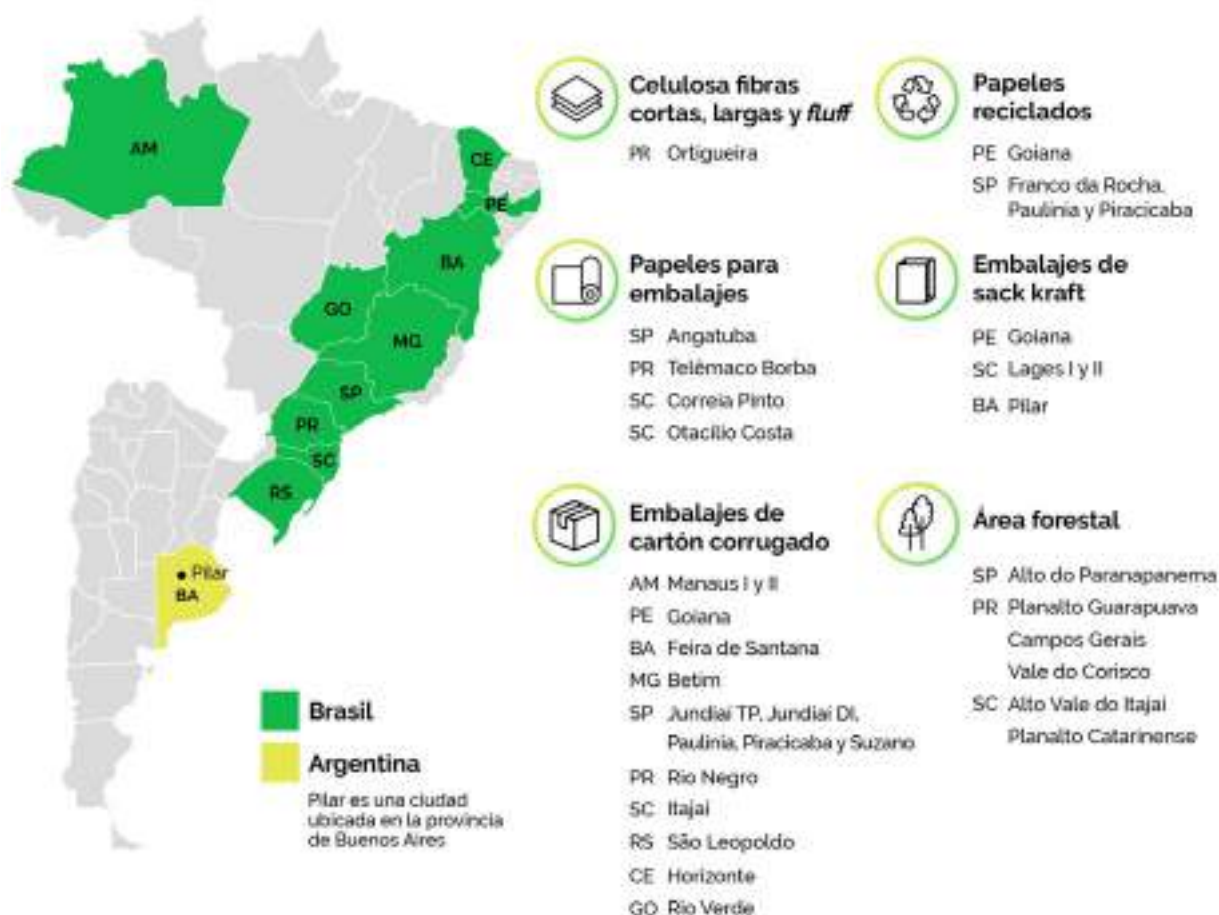 AM
CE
PE
BA
GO
MG
SP
PR
SC
RS
Pilar
BA
Brasil
Argentina
Pilar es una ciudad
ubicada en la provincia
de Buenos Aires
Celulosa fibras
cortas, largas y fluff
PR Ortigueira
Papeles
reciclados
PE Goiana
SP Franco da Rocha,
Paulínia y Piracicaba
Papeles para
embalajes
SP Angatuba
PR Telêmaco Borba
SC Correia Pinto
SC Otacílio Costa
Embalajes de
sack kraft
PE Goiana
SC Lages I y II
BA Pilar
Embalajes de
cartón corrugado
AM Manaus I y II
PE Goiana
BA Feira de Santana
MG Betim
SP Jundiaí TP, Jundiaí DI,
Paulínia, Piracicaba y Suzano
PR Rio Negro
SC Itajaí
RS São Leopoldo
CE Horizonte
GO Rio Verde
Área forestal
SP Alto do Paranapanema
PR Planalto Guarapuava
Campos Gerais
Vale do Corisco
SC Alto Vale do Itajaí
Planalto Catarinense